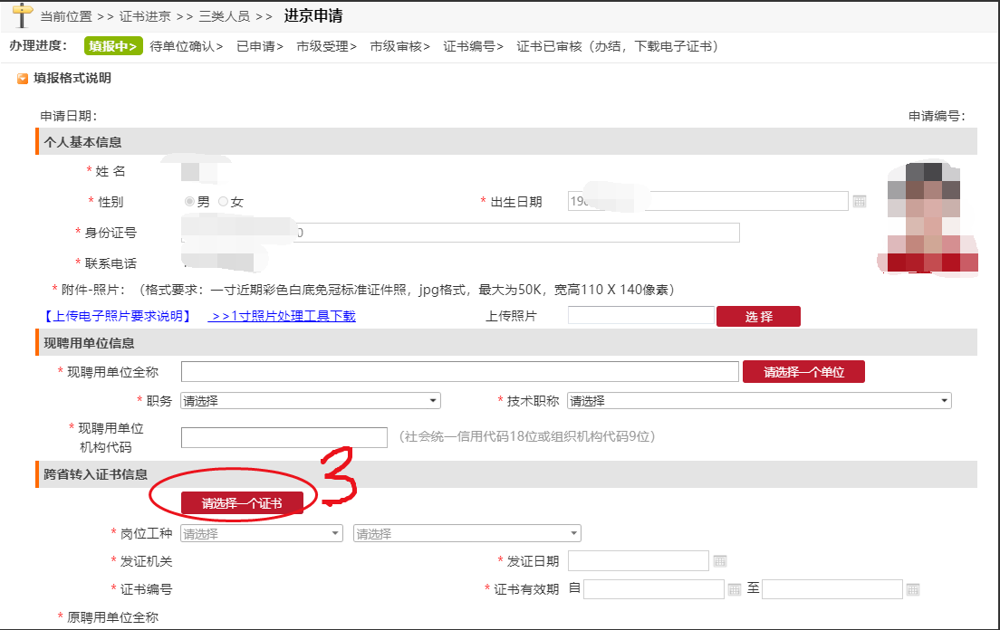 当前位置 >> 证书进京 >> 三类人员 >> 进京申请
办理进度： 填报中> 待单位确认> 已申请> 市级受理> 市级审核> 证书编号> 证书已审核（办结，下载电子证书）
填报格式说明
申请日期： 申请编号：
个人基本信息
* 姓 名
* 性别 男 女 * 出生日期 19
* 身份证号 0
* 联系电话
* 附件-照片：（格式要求：一寸近期彩色白底免冠标准证件照，jpg格式，最大为50K，宽高110 X 140像素）
【上传电子照片要求说明】 >>1寸照片处理工具下载 上传照片 选 择
现聘用单位信息
* 现聘用单位全称 请选择一个单位
* 职务 请选择 * 技术职称 请选择
* 现聘用单位
机构代码 （社会统一信用代码18位或组织机构代码9位）
跨省转入证书信息 3
请选择一个证书
* 岗位工种 请选择 请选择
* 发证机关 * 发证日期
* 证书编号 * 证书有效期 自 至
* 原聘用单位全称